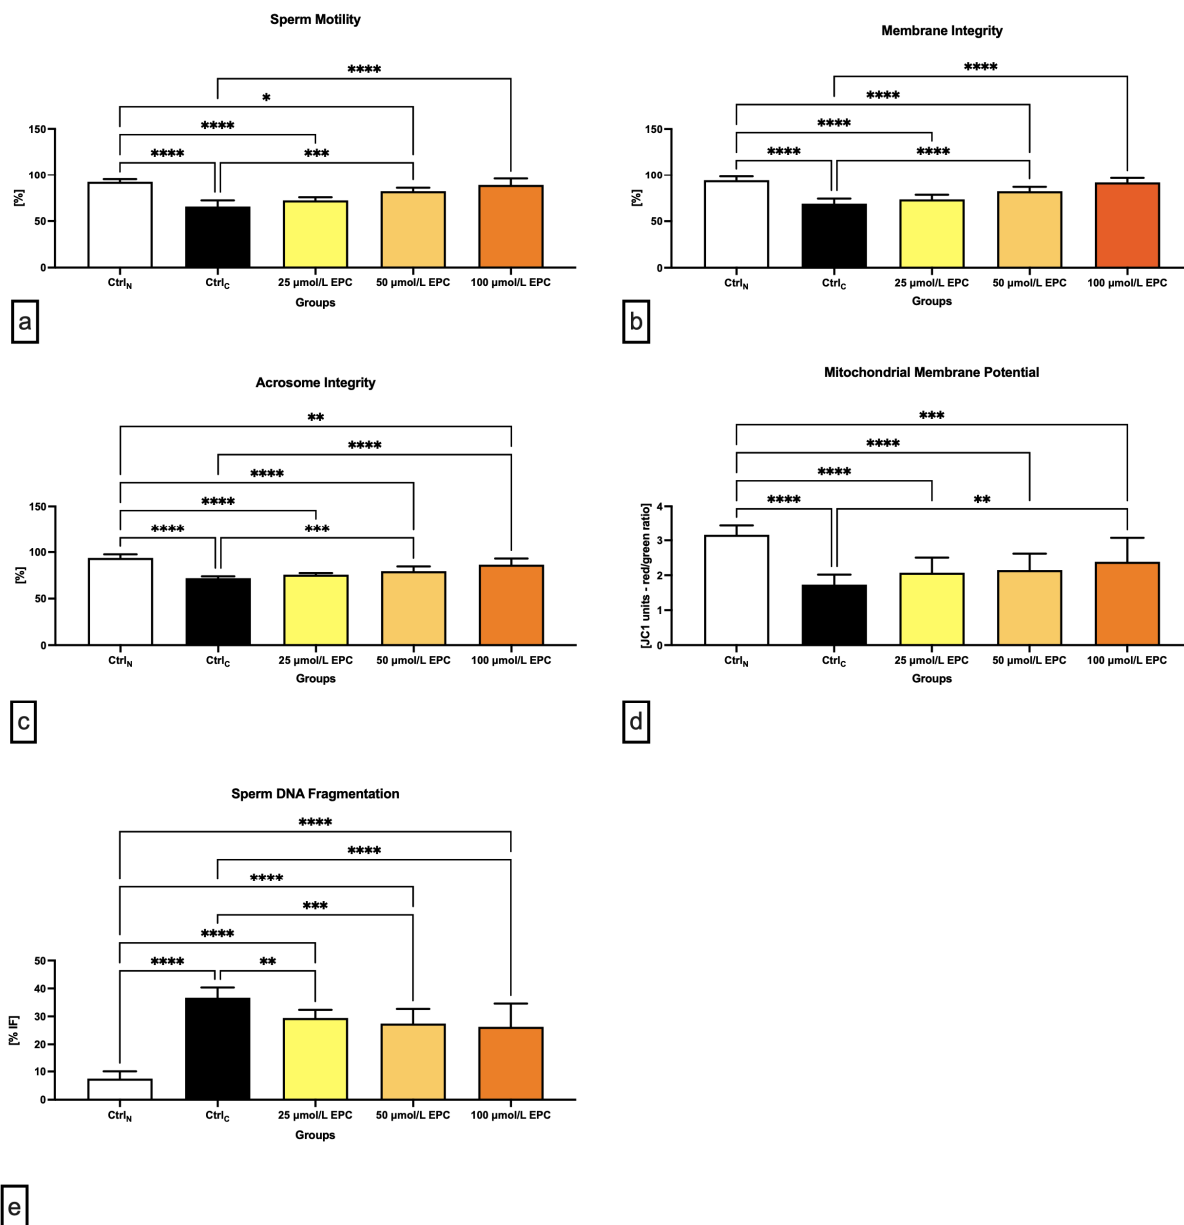 Sperm Motility
****
*
****
**** ***
150
100
50
0
[%]
CtrlN CtrlC 25 µmol/L EPC 50 µmol/L EPC 100 µmol/L EPC
Groups
a
Membrane Integrity
****
****
****
**** ****
150
100
50
0
[%]
CtrlN CtrlC 25 µmol/L EPC 50 µmol/L EPC 100 µmol/L EPC
Groups
b
Acrosome Integrity
**
****
****
****
**** ***
150
100
50
0
[%]
CtrlN CtrlC 25 µmol/L EPC 50 µmol/L EPC 100 µmol/L EPC
Groups
c
Mitochondrial Membrane Potential
***
****
****
**** **
4
3
2
1
0
[JC1 units - red/green ratio]
CtrlN CtrlC 25 µmol/L EPC 50 µmol/L EPC 100 µmol/L EPC
Groups
d
Sperm DNA Fragmentation
****
****
****
***
****
**** **
50
40
30
20
10
0
[% IF]
CtrlN CtrlC 25 µmol/L EPC 50 µmol/L EPC 100 µmol/L EPC
Groups
e